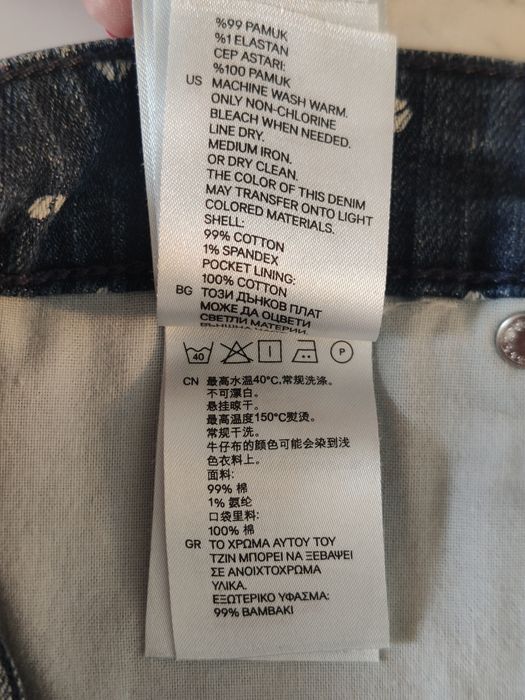 %99 PAMUK
%1 ELASTAN
CEP ASTARI:
%100 PAMUK
US MACHINE WASH WARM.
ONLY NON-CHLORINE
BLEACH WHEN NEEDED.
LINE DRY.
MEDIUM IRON.
OR DRY CLEAN.
THE COLOR OF THIS DENIM
MAY TRANSFER ONTO LIGHT
COLORED MATERIALS.
SHELL:
99% COTTON
1% SPANDEX
POCKET LINING:
100% COTTON
BG ТОЗИ ДЪНКОВ ПЛАТ
МОЖЕ ДА ОЦВЕТИ
СВЕТЛИ МАТЕРИИ.
40 P
CN 最高水温40°C,常规洗涤。
不可漂白。
悬挂晾干。
最高温度150°C熨烫。
常规干洗。
牛仔布的颜色可能会染到浅
色衣料上。
面料:
99% 棉
1% 氨纶
口袋里料:
100% 棉
GR ΤΟ ΧΡΩΜΑ ΑΥΤΟΥ ΤΟΥ
ΤΖΙΝ ΜΠΟΡΕΙ ΝΑ ΞΕΒΑΨΕΙ
ΣΕ ΑΝΟΙΧΤΟΧΡΩΜΑ
ΥΛΙΚΑ.
ΕΞΩΤΕΡΙΚΟ ΥΦΑΣΜΑ:
99% ΒΑΜΒΑΚΙ